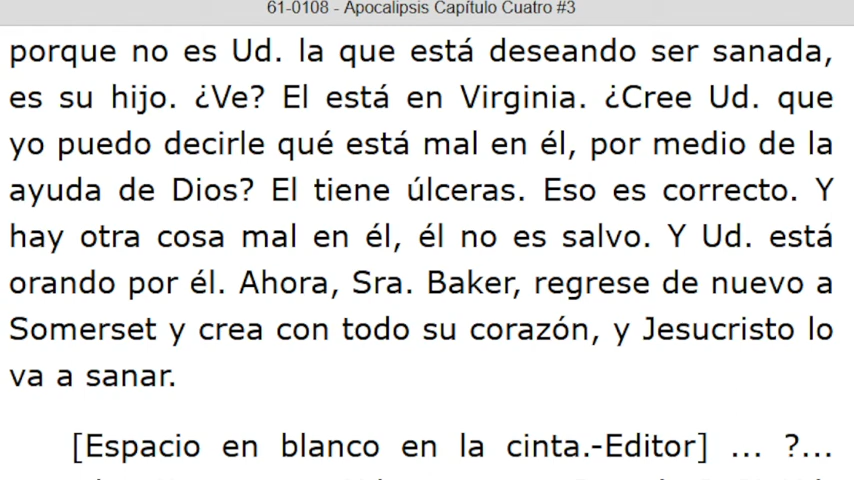 61-0108 - Apocalipsis Capítulo Cuatro #3
porque no es Ud. la que está deseando ser sanada,
es su hijo. ¿Ve? El está en Virginia. ¿Cree Ud. que
yo puedo decirle qué está mal en él, por medio de la
ayuda de Dios? El tiene úlceras. Eso es correcto. Y
hay otra cosa mal en él, él no es salvo. Y Ud. está
orando por él. Ahora, Sra. Baker, regrese de nuevo a
Somerset y crea con todo su corazón, y Jesucristo lo
va a sanar.
[Espacio en blanco en la cinta.-Editor] ... ?...